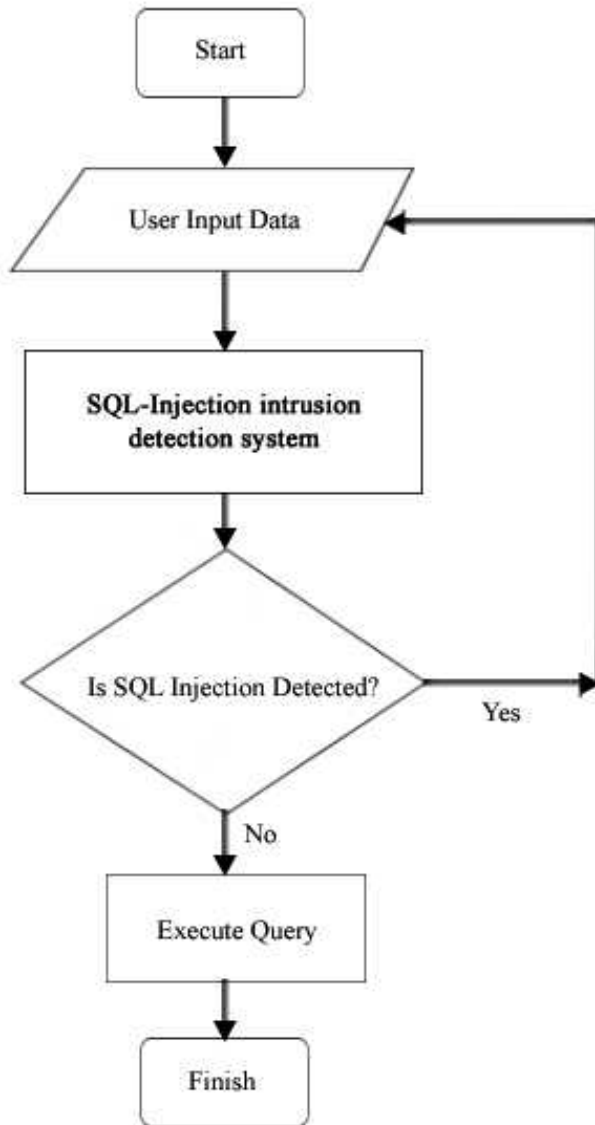 Start
User Input Data
SQL-Injection intrusion
detection system
Is SQL Injection Detected?
Yes
No
Execute Query
Finish